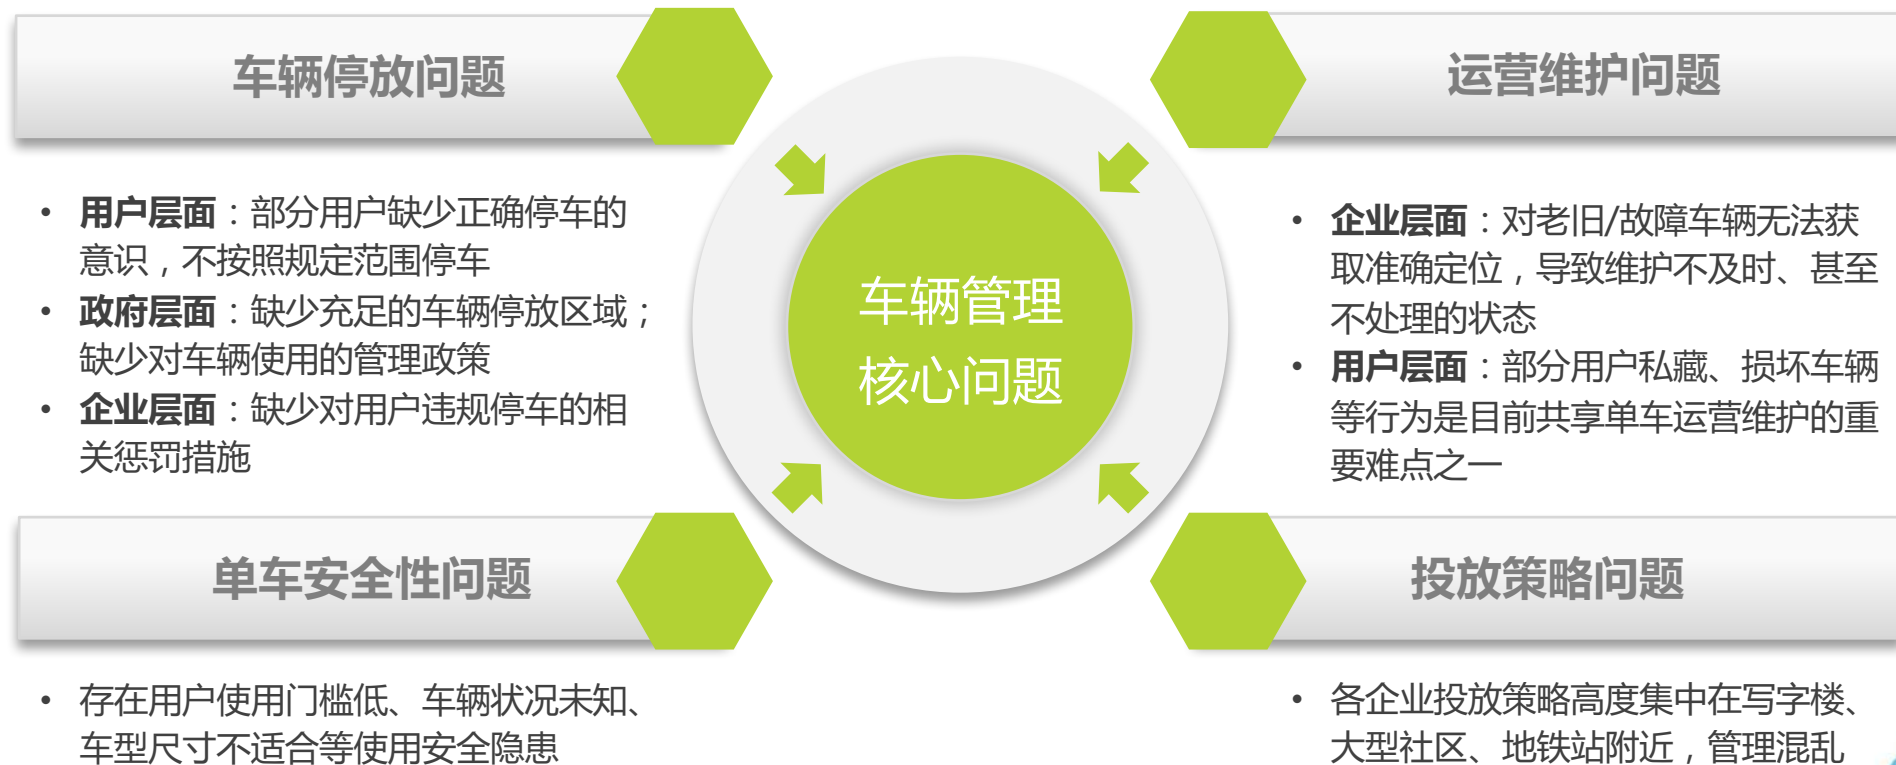 车辆停放问题
• 用户层面：部分用户缺少正确停车的
意识，不按照规定范围停车
• 政府层面：缺少充足的车辆停放区域；
缺少对车辆使用的管理政策
• 企业层面：缺少对用户违规停车的相
关惩罚措施
车辆管理
核心问题
运营维护问题
• 企业层面：对老旧/故障车辆无法获
取准确定位，导致维护不及时、甚至
不处理的状态
• 用户层面：部分用户私藏、损坏车辆
等行为是目前共享单车运营维护的重
要难点之一
单车安全性问题
• 存在用户使用门槛低、车辆状况未知、
车型尺寸不适合等使用安全隐患
投放策略问题
• 各企业投放策略高度集中在写字楼、
大型社区、地铁站附近，管理混乱